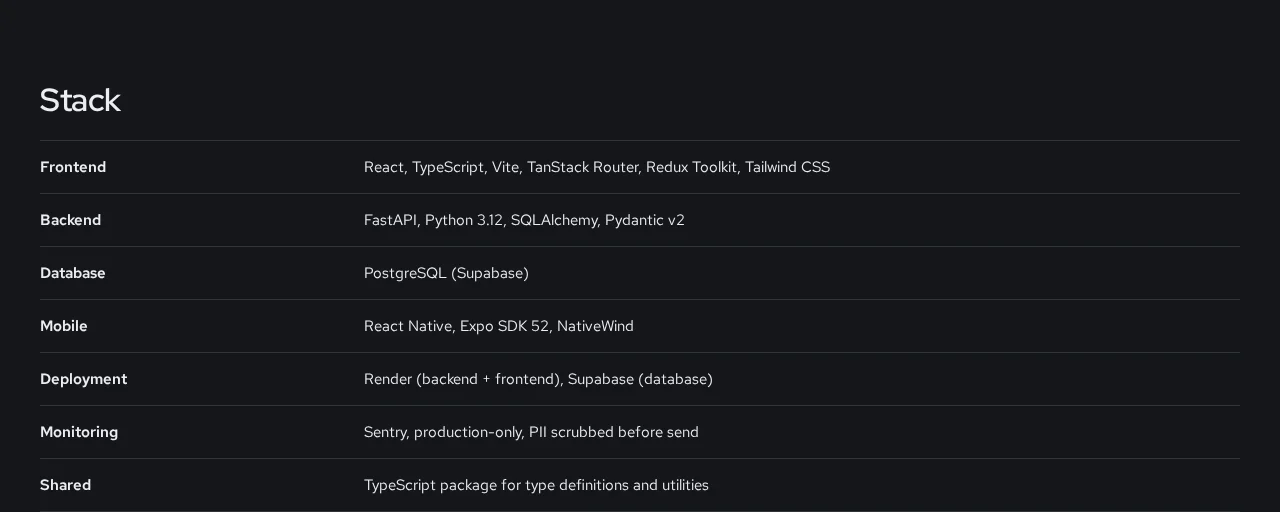 Stack
Frontend React, TypeScript, Vite, TanStack Router, Redux Toolkit, Tailwind CSS
Backend FastAPI, Python 3.12, SQLAlchemy, Pydantic v2
Database PostgreSQL (Supabase)
Mobile React Native, Expo SDK 52, NativeWind
Deployment Render (backend + frontend), Supabase (database)
Monitoring Sentry, production-only, PII scrubbed before send
Shared TypeScript package for type definitions and utilities